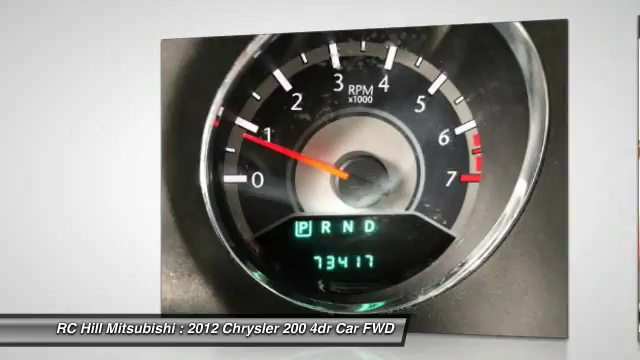 0 1 2 3 4 5 6 7
RPM
x1000
P R N D
73417
RC Hill Mitsubishi : 2012 Chrysler 200 4dr Car FWD